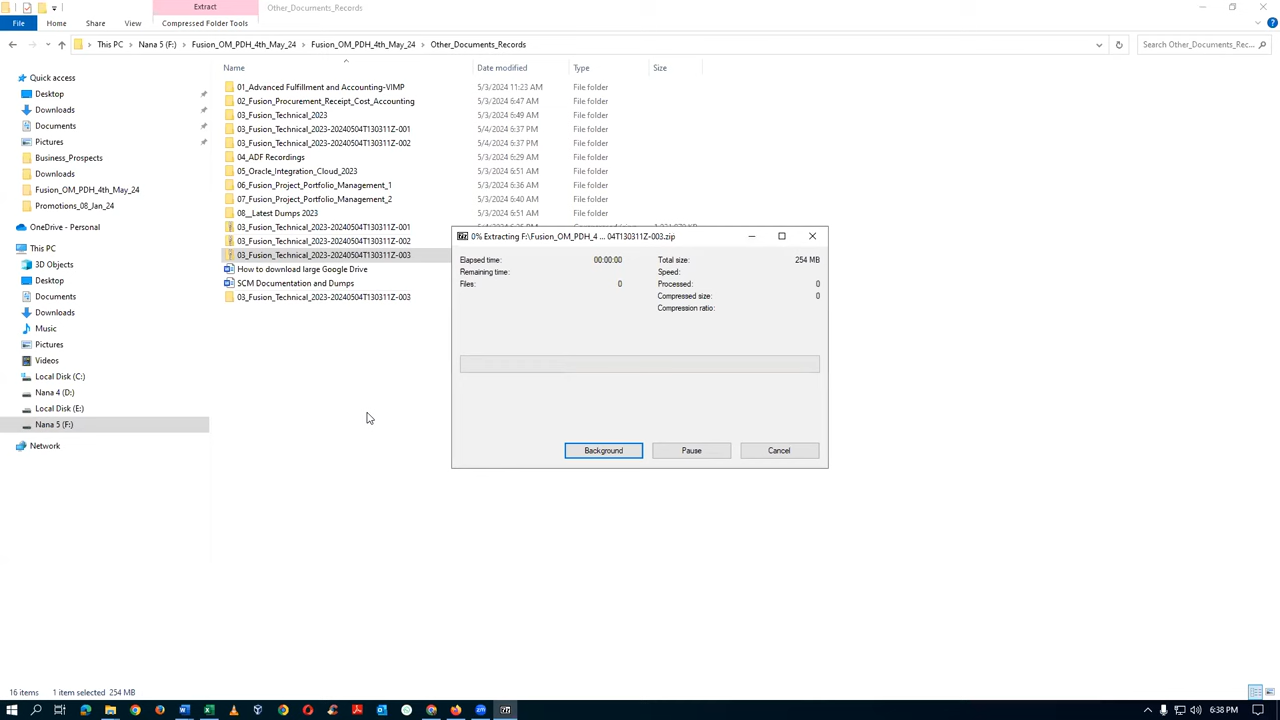 Extract
Other_Documents_Records
File
Home
Share
View
Compressed Folder Tools
This PC
Nana 5 (F:)
Fusion_OM_PDH_4th_May_24
Fusion_OM_PDH_4th_May_24
Other_Documents_Records
Search Other_Documents_Rec...
Name
Date modified
Type
Size
Quick access
Desktop
Downloads
Documents
Pictures
Business_Prospects
Downloads
Fusion_OM_PDH_4th_May_24
Promotions_08_Jan_24
OneDrive - Personal
This PC
3D Objects
Desktop
Documents
Downloads
Music
Pictures
Videos
Local Disk (C:)
Nana 4 (D:)
Local Disk (E:)
Nana 5 (F:)
Network
01_Advanced Fulfillment and Accounting-VIMP 5/3/2024 11:23 AM File folder
02_Fusion_Procurement_Receipt_Cost_Accounting 5/3/2024 6:47 AM File folder
03_Fusion_Technical_2023 5/3/2024 6:49 AM File folder
03_Fusion_Technical_2023-20240504T130311Z-001 5/4/2024 6:37 PM File folder
03_Fusion_Technical_2023-20240504T130311Z-002 5/4/2024 6:37 PM File folder
04_ADF Recordings 5/3/2024 6:29 AM File folder
05_Oracle_Integration_Cloud_2023 5/3/2024 6:51 AM File folder
06_Fusion_Project_Portfolio_Management_1 5/3/2024 6:36 AM File folder
07_Fusion_Project_Portfolio_Management_2 5/3/2024 6:40 AM File folder
08__Latest Dumps 2023 5/3/2024 6:51 AM File folder
03_Fusion_Technical_2023-20240504T130311Z-001
03_Fusion_Technical_2023-20240504T130311Z-002
03_Fusion_Technical_2023-20240504T130311Z-003
How to download large Google Drive
SCM Documentation and Dumps
03_Fusion_Technical_2023-20240504T130311Z-003
0% Extracting F:\Fusion_OM_PDH_4 ... 04T130311Z-003.zip
Elapsed time: 00:00:00
Remaining time:
Files: 0
Total size: 254 MB
Speed:
Processed: 0
Compressed size: 0
Compression ratio:
Background
Pause
Cancel
16 items
1 item selected 254 MB
6:38 PM